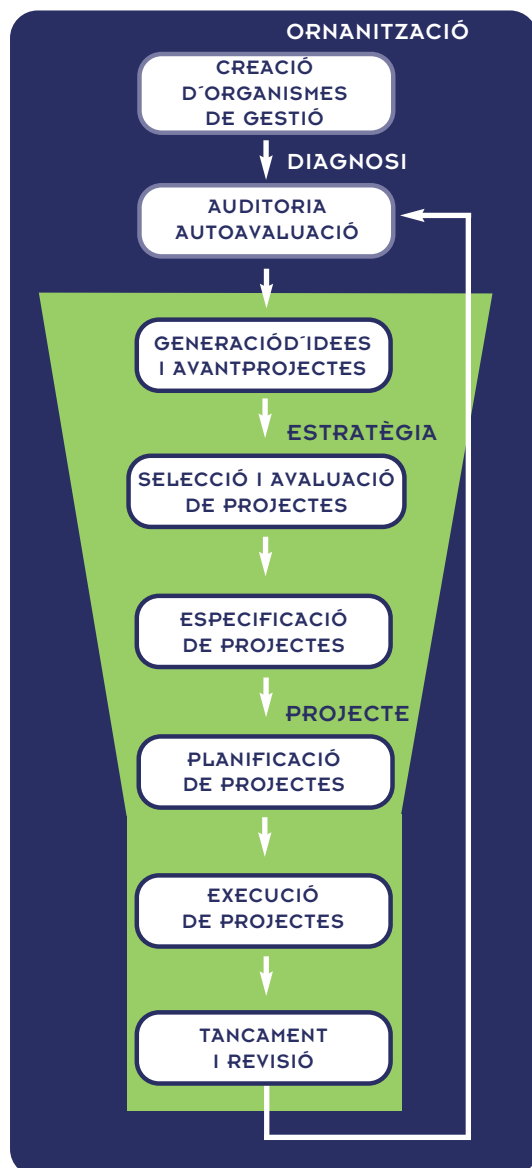 ORNANITZACIÓ
CREACIÓ
D´ORGANISMES
DE GESTIÓ
DIAGNOSI
AUDITORIA
AUTOAVALUACIÓ
GENERACIÓD´IDEES
I AVANTPROJECTES
ESTRATÈGIA
SELECCIÓ I AVALUACIÓ
DE PROJECTES
ESPECIFICACIÓ
DE PROJECTES
PROJECTE
PLANIFICACIÓ
DE PROJECTES
EXECUCIÓ
DE PROJECTES
TANCAMENT
I REVISIÓ